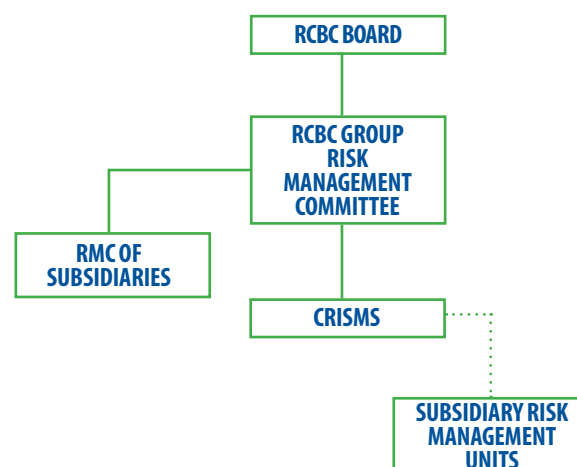 RCBC BOARD
RCBC GROUP
RISK
MANAGEMENT
COMMITTEE
RMC OF
SUBSIDIARIES
CRISMS
SUBSIDIARY RISK
MANAGEMENT
UNITS